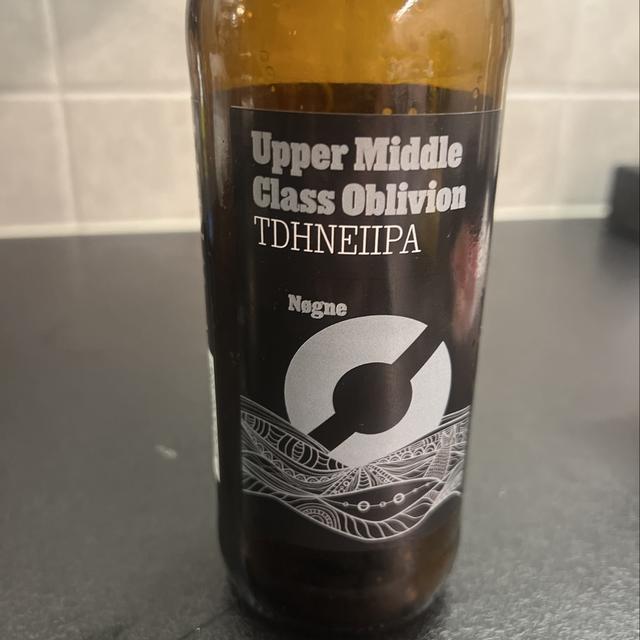 Upper Middle
Class Oblivion
TDHNEIIPA
Nøgne
Ø